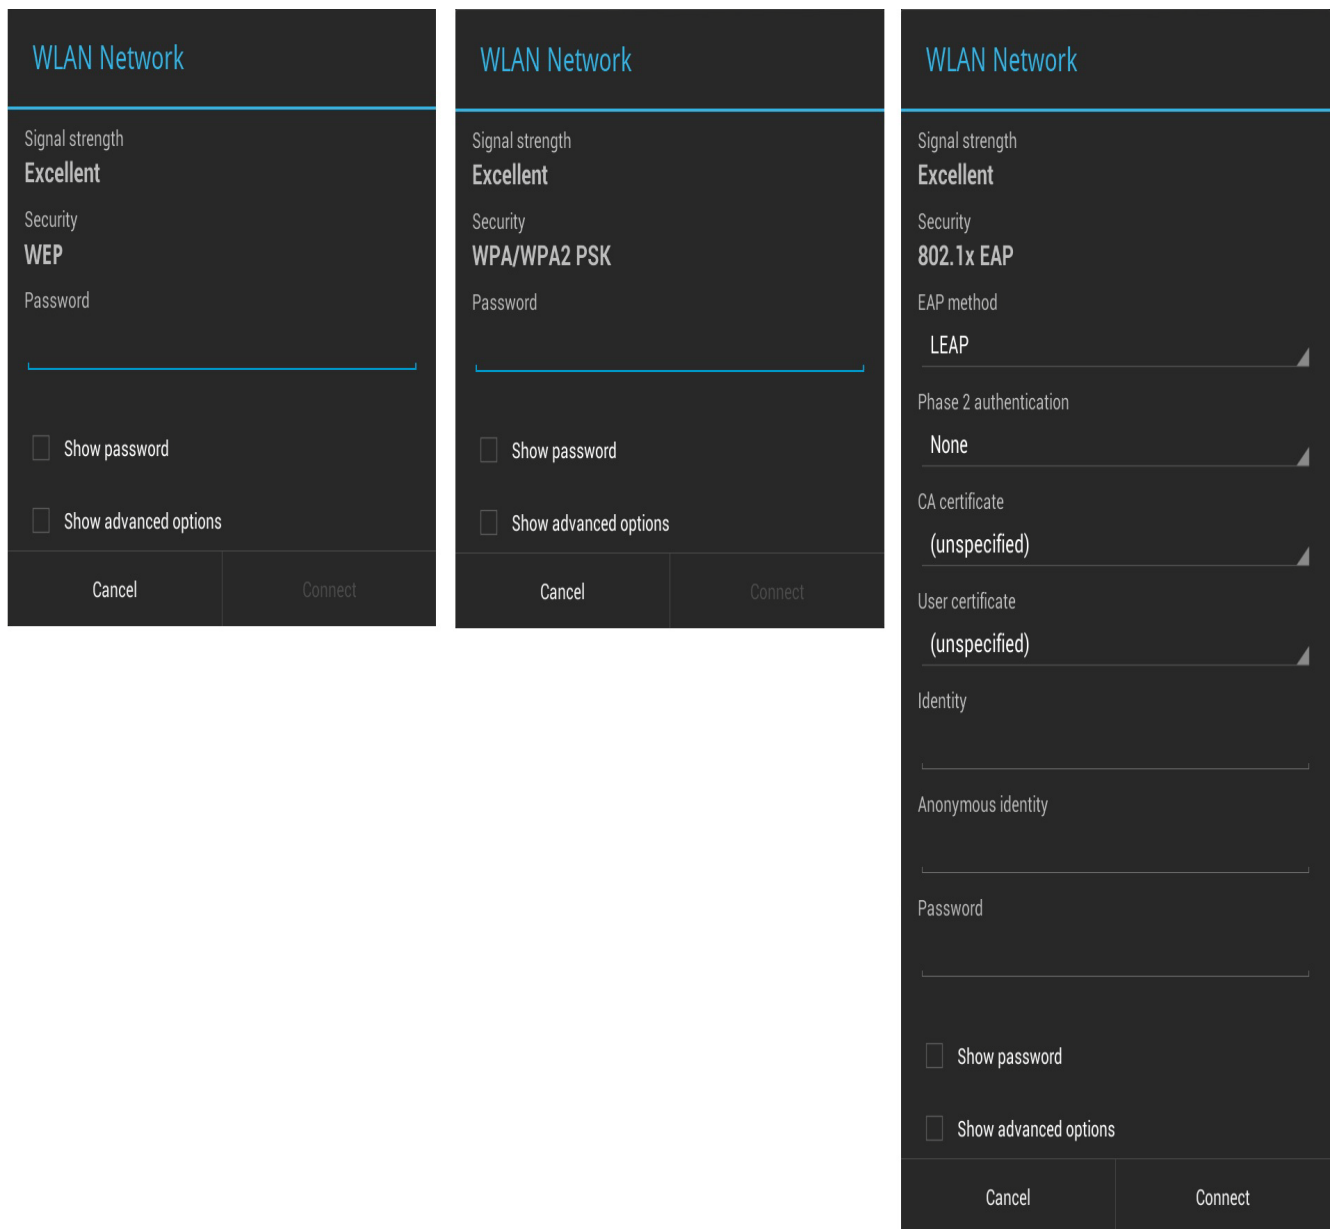 WLAN Network
Signal strength
Excellent
Security
WEP
Password
Show password
Show advanced options
Cancel
Connect
WLAN Network
Signal strength
Excellent
Security
WPA/WPA2 PSK
Password
Show password
Show advanced options
Cancel
Connect
WLAN Network
Signal strength
Excellent
Security
802.1x EAP
EAP method
LEAP
Phase 2 authentication
None
CA certificate
(unspecified)
User certificate
(unspecified)
Identity
Anonymous identity
Password
Show password
Show advanced options
Cancel
Connect